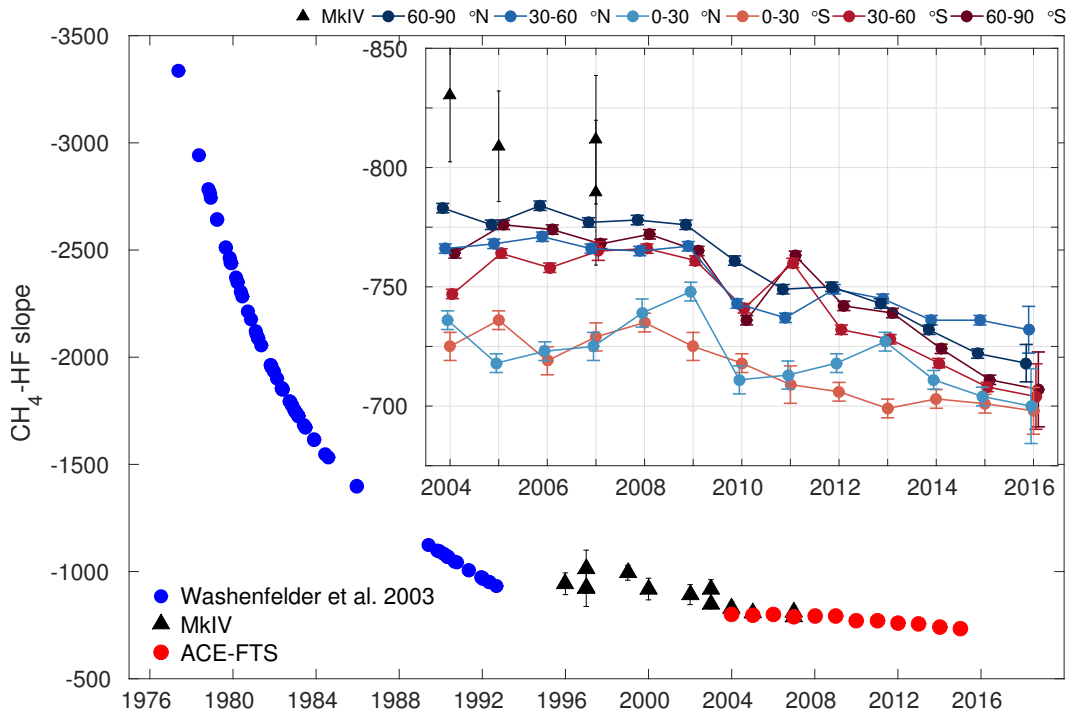 MkIV 60-90 °N 30-60 °N 0-30 °N 0-30 °S 30-60 °S 60-90 °S
-3500
-3000
-2500
-2000
-1500
-1000
-500
CH₄-HF slope
-850
-800
-750
-700
2004 2006 2008 2010 2012 2014 2016
Washenfelder et al. 2003
MkIV
ACE-FTS
1976 1980 1984 1988 1992 1996 2000 2004 2008 2012 2016